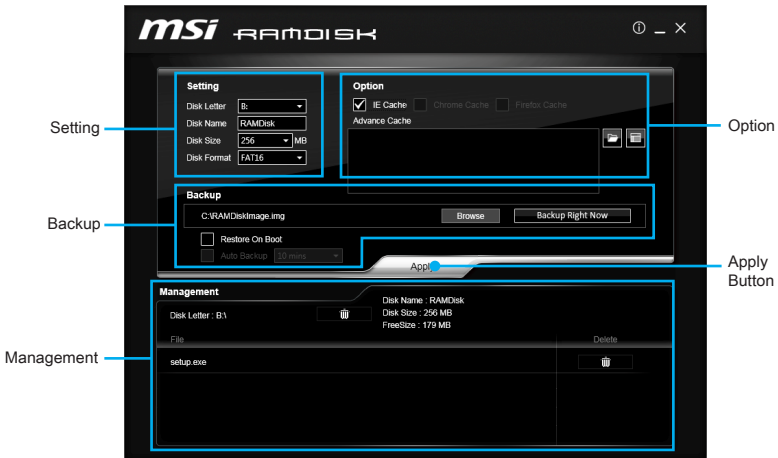 msi RAMDISK
Setting
Disk Letter B:
Disk Name RAMDisk
Disk Size 256 MB
Disk Format FAT16
Option
IE Cache Chrome Cache Firefox Cache
Advance Cache
Setting
Option
Backup
C:\RAMDiskImage.img Browse Backup Right Now
Restore On Boot
Auto Backup 10 mins
Backup
Apply
Apply
Button
Management
Disk Letter : B:\
Disk Name : RAMDisk
Disk Size : 256 MB
FreeSize : 179 MB
File Delete
setup.exe
Management